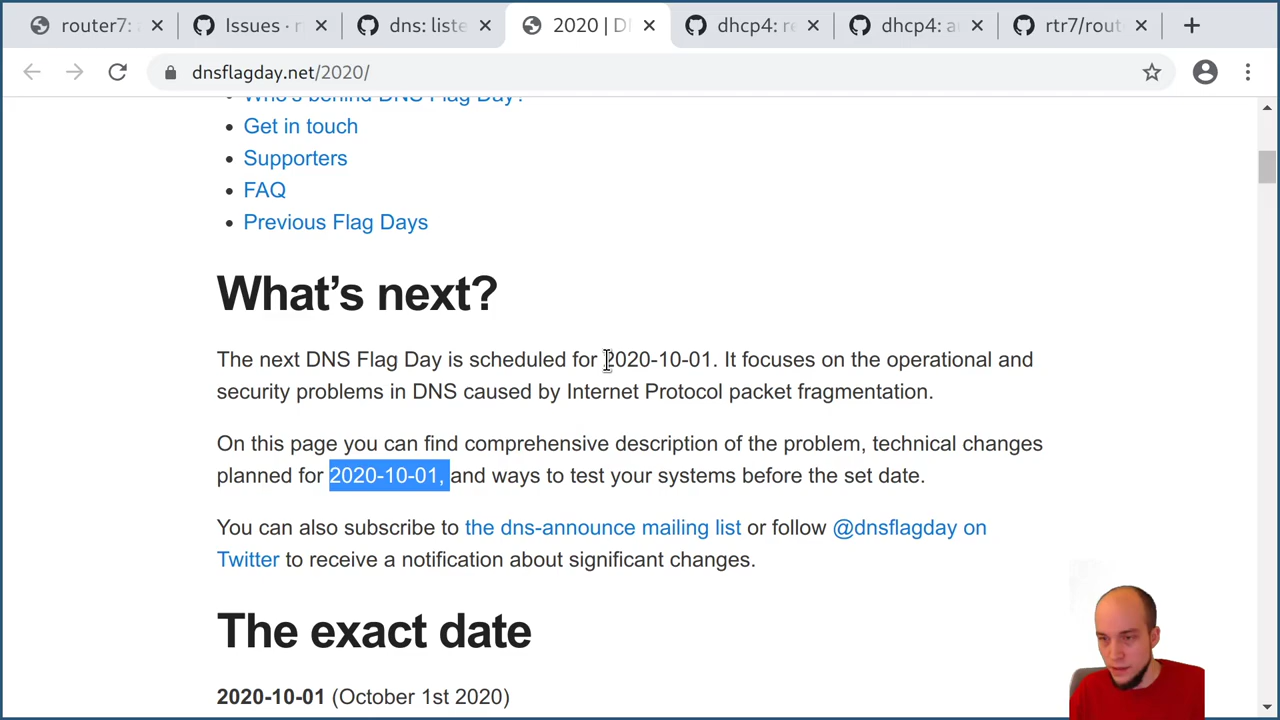 router7: a
Issues · r
dns: liste
2020 | D
dhcp4: re
dhcp4: a
rtr7/rout
dnsflagday.net/2020/
Who's behind DNS Flag Day?
Get in touch
Supporters
FAQ
Previous Flag Days
What's next?
The next DNS Flag Day is scheduled for 2020-10-01. It focuses on the operational and
security problems in DNS caused by Internet Protocol packet fragmentation.
On this page you can find comprehensive description of the problem, technical changes
planned for 2020-10-01, and ways to test your systems before the set date.
You can also subscribe to the dns-announce mailing list or follow @dnsflagday on
Twitter to receive a notification about significant changes.
The exact date
2020-10-01 (October 1st 2020)